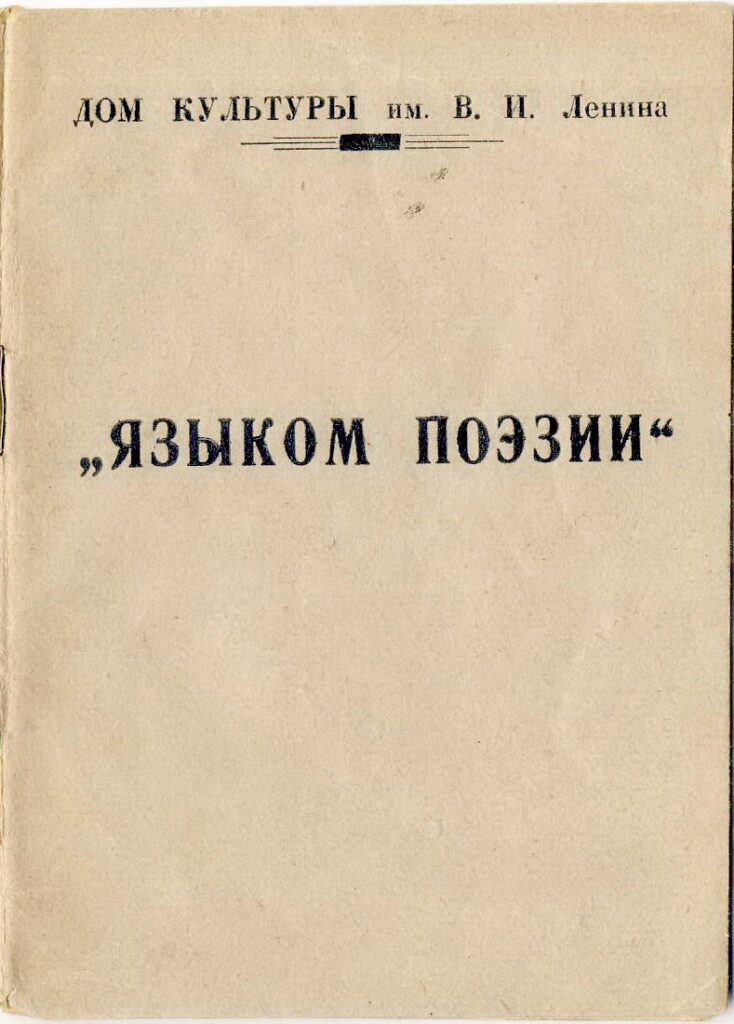 ДОМ КУЛЬТУРЫ им. В. И. Ленина
„ЯЗЫКОМ ПОЭЗИИ“